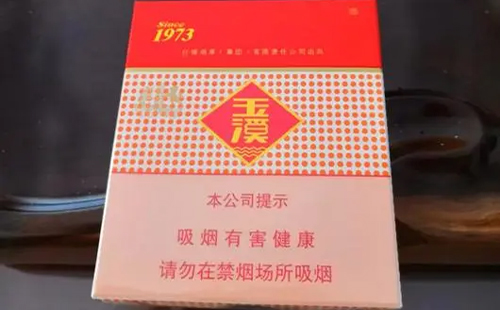 Since
1973
玉溪
本公司提示
吸烟有害健康
请勿在禁烟场所吸烟